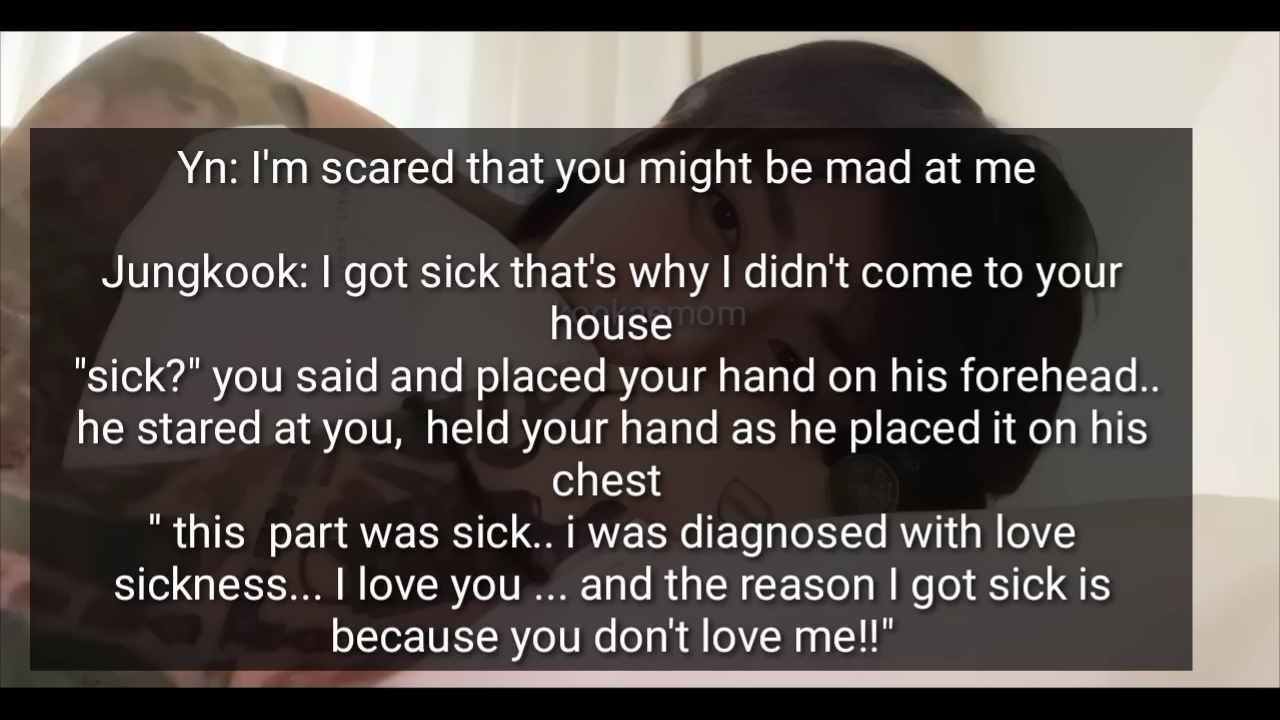 Yn: I'm scared that you might be mad at me
Jungkook: I got sick that's why I didn't come to your
house
"sick?" you said and placed your hand on his forehead..
he stared at you,  held your hand as he placed it on his
chest
" this  part was sick.. i was diagnosed with love
sickness... I love you ... and the reason I got sick is
because you don't love me!!"